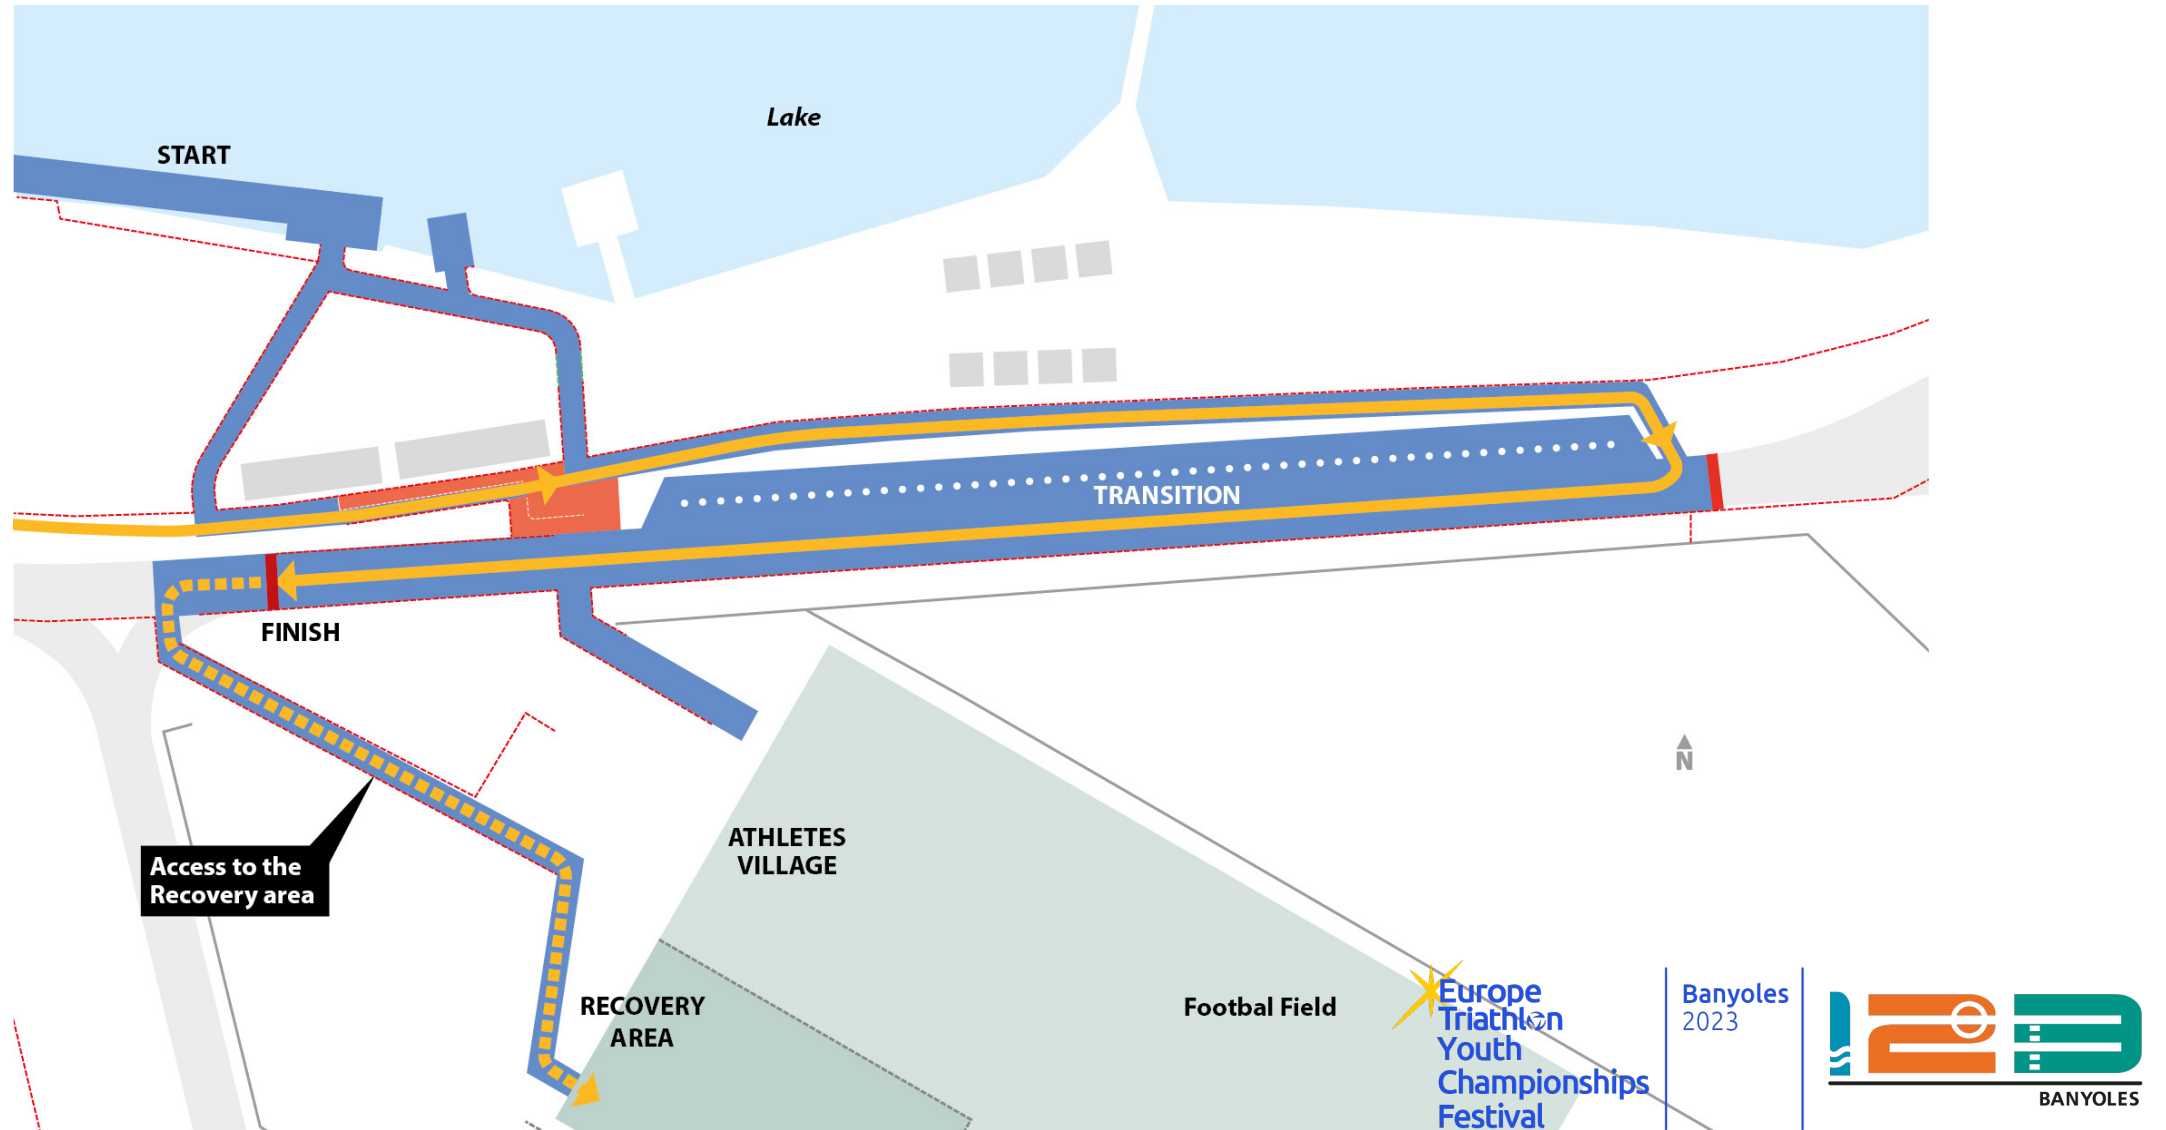 Lake
START
TRANSITION
FINISH
N
ATHLETES
VILLAGE
Access to the
Recovery area
RECOVERY
AREA
Footbal Field
Europe
Triathlon
Youth
Championships
Festival
Banyoles
2023
123
BANYOLES